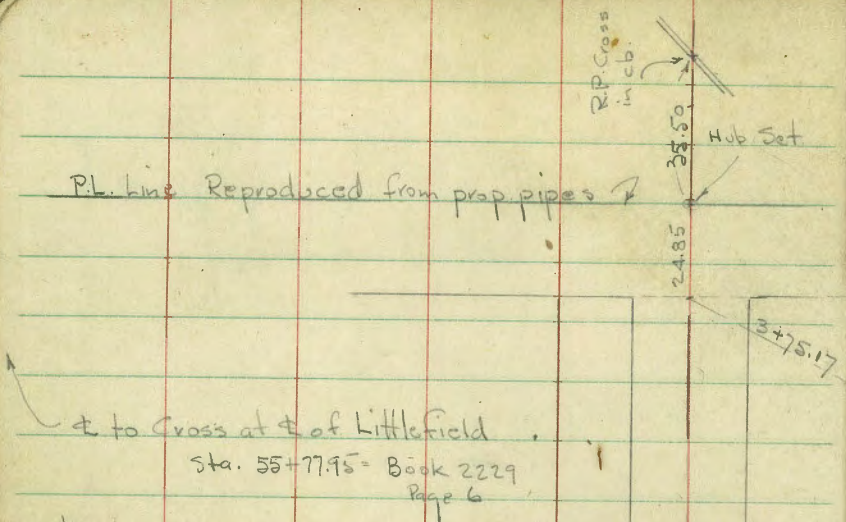 R.P. Cross
in cb.
35.50
Hub Set
P.L. Line Reproduced from prop. pipes
24.85
3+75.17
℄ to Cross at ℄ of Littlefield
Sta. 55+77.95 = Book 2229
Page 6